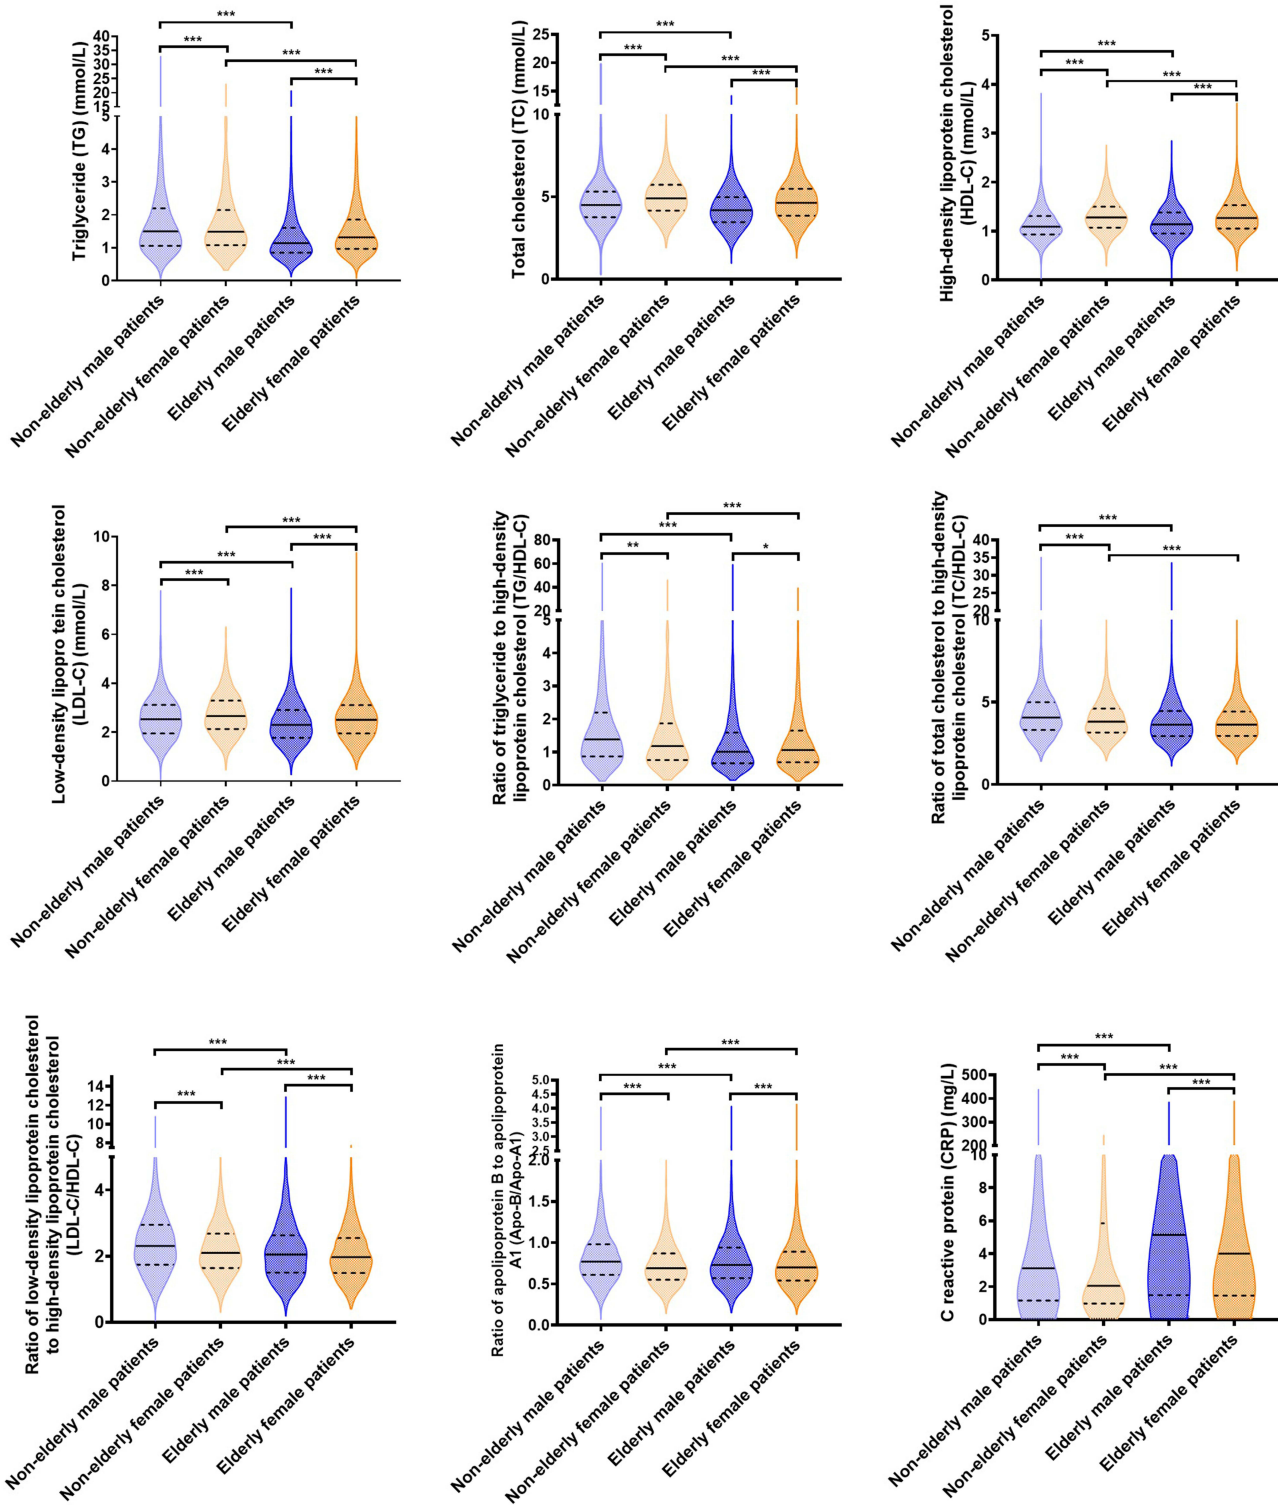 Triglyceride (TG) (mmol/L)
40
35
30
25
20
15
5
4
3
2
1
0
***
***
***
***
Non-elderly male patients
Non-elderly female patients
Elderly male patients
Elderly female patients
Total cholesterol (TC) (mmol/L)
25
20
15
10
10
5
0
***
***
***
***
Non-elderly male patients
Non-elderly female patients
Elderly male patients
Elderly female patients
High-density lipoprotein cholesterol
(HDL-C) (mmol/L)
5
4
3
2
1
0
***
***
***
***
Non-elderly male patients
Non-elderly female patients
Elderly male patients
Elderly female patients
Low-density lipopro tein cholesterol
(LDL-C) (mmol/L)
10
8
6
4
2
0
***
***
***
***
Non-elderly male patients
Non-elderly female patients
Elderly male patients
Elderly female patients
Ratio of triglyceride to high-density
lipoprotein cholesterol (TG/HDL-C)
80
60
40
20
5
4
3
2
1
0
***
***
**
*
Non-elderly male patients
Non-elderly female patients
Elderly male patients
Elderly female patients
Ratio of total cholesterol to high-density
lipoprotein cholesterol (TC/HDL-C)
40
35
30
25
20
10
5
0
***
***
***
Non-elderly male patients
Non-elderly female patients
Elderly male patients
Elderly female patients
Ratio of low-density lipoprotein cholesterol
to high-density lipoprotein cholesterol
(LDL-C/HDL-C)
14
12
10
8
4
2
0
***
***
***
***
Non-elderly male patients
Non-elderly female patients
Elderly male patients
Elderly female patients
Ratio of apolipoprotein B to apolipoprotein
A1 (Apo-B/Apo-A1)
5.0
4.5
4.0
3.5
3.0
2.5
2.0
1.5
1.0
0.5
0.0
***
***
***
***
Non-elderly male patients
Non-elderly female patients
Elderly male patients
Elderly female patients
C reactive protein (CRP) (mg/L)
500
400
300
200
10
8
6
4
2
0
***
***
***
***
Non-elderly male patients
Non-elderly female patients
Elderly male patients
Elderly female patients